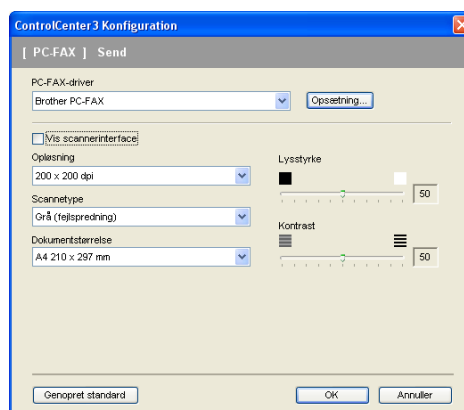 ControlCenter3 Konfiguration
[ PC-FAX ] Send
PC-FAX-driver
Brother PC-FAX
Opsætning...
Vis scannerinterface
Opløsning
200 x 200 dpi
Lysstyrke
50
Scannetype
Grå (fejlspredning)
Kontrast
50
Dokumentstørrelse
A4 210 x 297 mm
Genopret standard
OK
Annuller